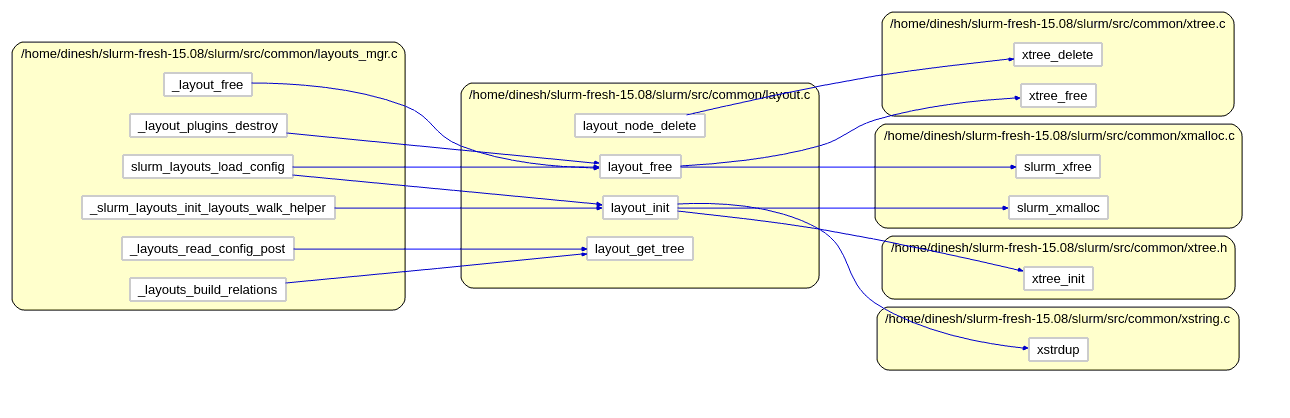 /home/dinesh/slurm-fresh-15.08/slurm/src/common/layouts_mgr.c
_layout_free
_layout_plugins_destroy
slurm_layouts_load_config
_slurm_layouts_init_layouts_walk_helper
_layouts_read_config_post
_layouts_build_relations
/home/dinesh/slurm-fresh-15.08/slurm/src/common/layout.c
layout_node_delete
layout_free
layout_init
layout_get_tree
/home/dinesh/slurm-fresh-15.08/slurm/src/common/xtree.c
xtree_delete
xtree_free
/home/dinesh/slurm-fresh-15.08/slurm/src/common/xmalloc.c
slurm_xfree
slurm_xmalloc
/home/dinesh/slurm-fresh-15.08/slurm/src/common/xtree.h
xtree_init
/home/dinesh/slurm-fresh-15.08/slurm/src/common/xstring.c
xstrdup